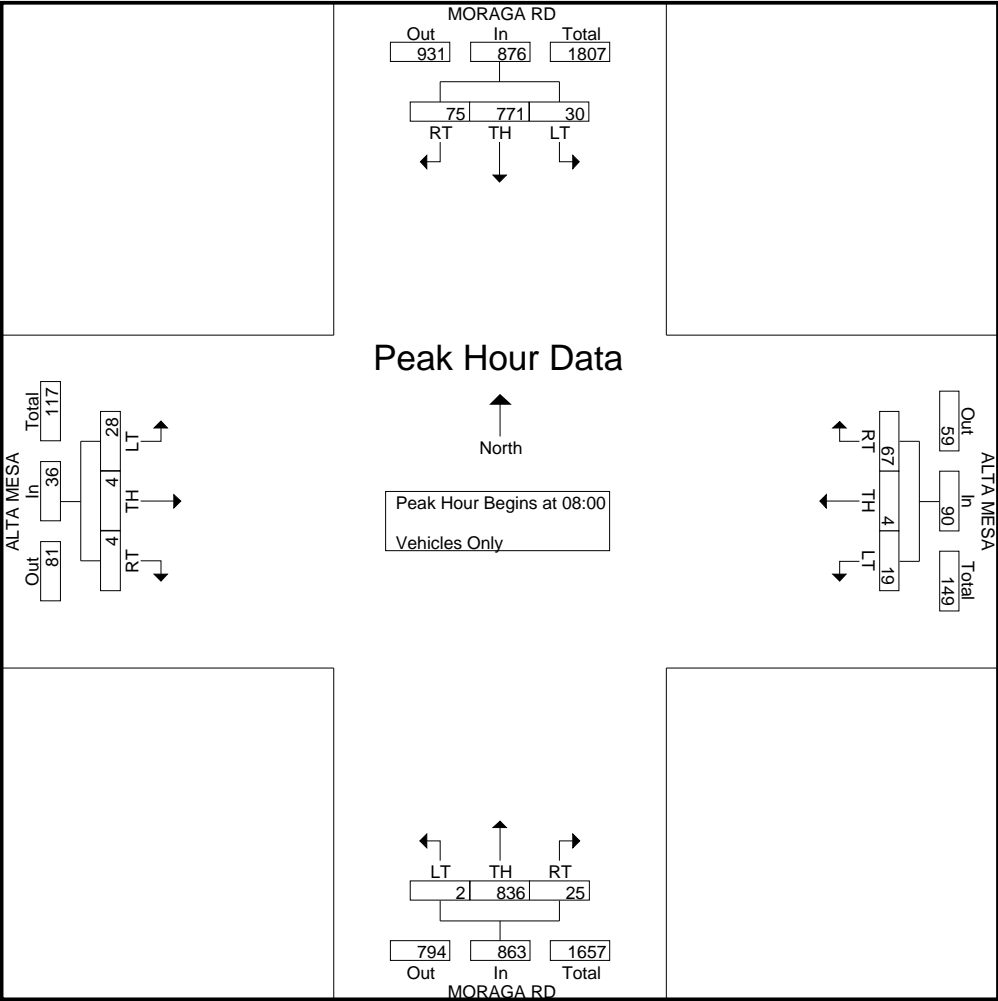 MORAGA RD
Out In Total
931 876 1807
75 771 30
RT TH LT
Peak Hour Data
North
Peak Hour Begins at 08:00
Vehicles Only
ALTA MESA
Out In Total
81 36 117
LT TH RT
28 4 4
ALTA MESA
Out In Total
59 90 149
RT TH LT
67 4 19
LT TH RT
2 836 25
794 863 1657
Out In Total
MORAGA RD